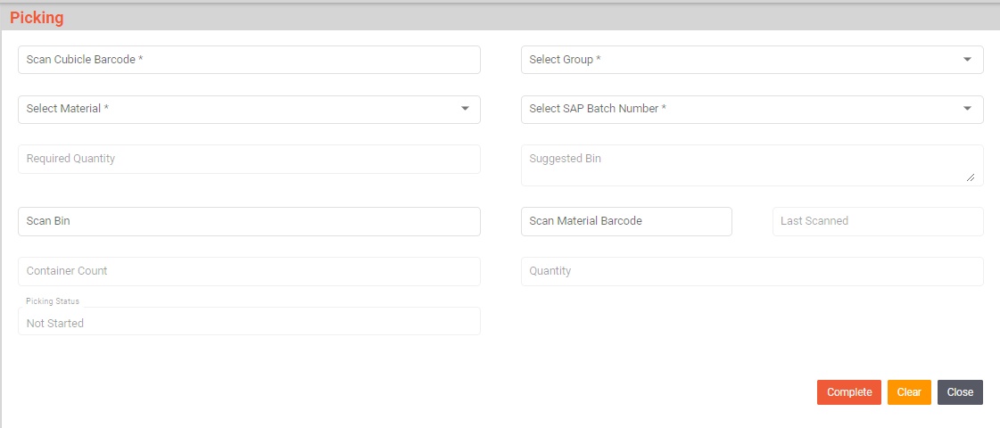 Picking
Scan Cubicle Barcode *
Select Group *
Select Material *
Select SAP Batch Number *
Required Quantity
Suggested Bin
Scan Bin
Scan Material Barcode
Last Scanned
Container Count
Quantity
Picking Status
Not Started
Complete
Clear
Close